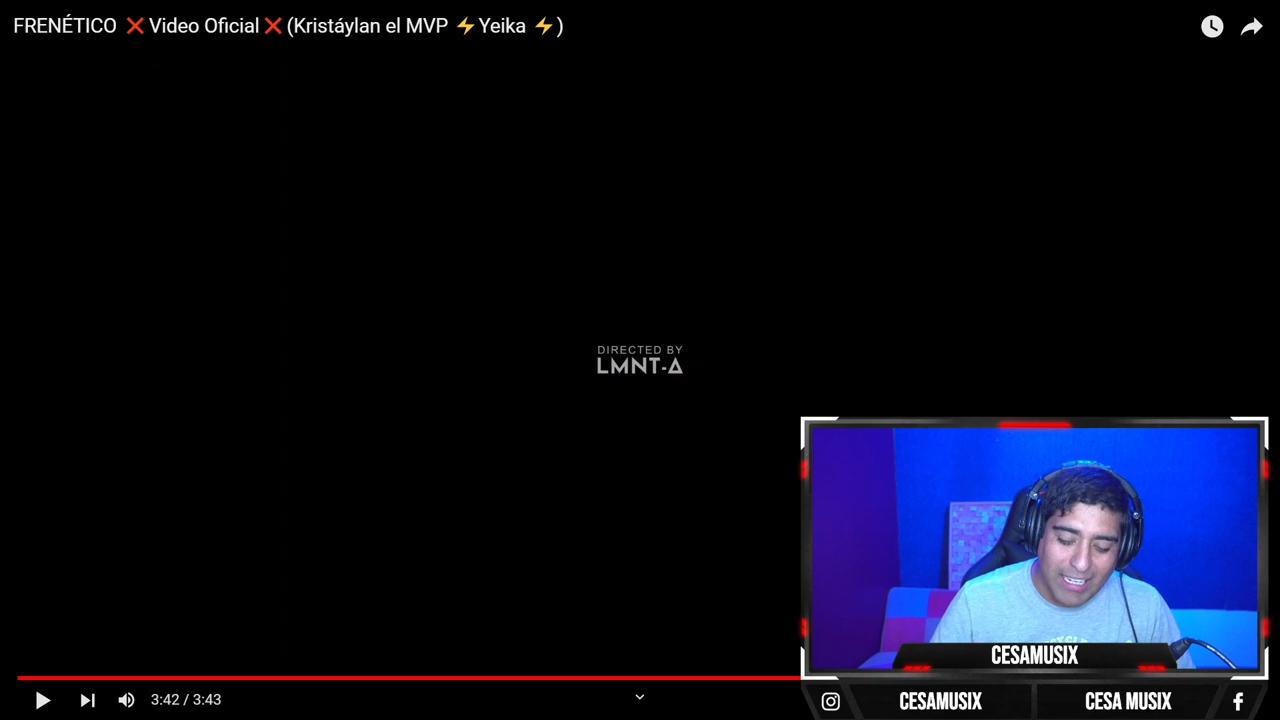 FRENÉTICO ❌ Video Oficial ❌ (Kristáylan el MVP ⚡ Yeika ⚡)
DIRECTED BY
LMNT-Δ
CESAMUSIX
3:42 / 3:43
CESAMUSIX
CESA MUSIX